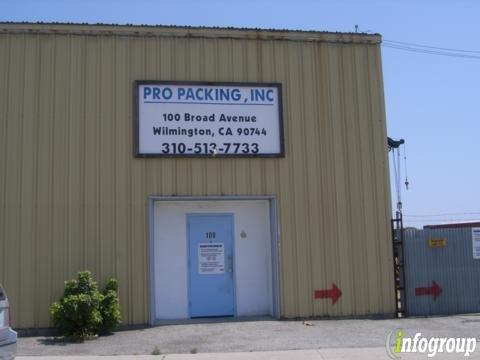 PRO PACKING, INC
100 Broad Avenue
Wilmington, CA 90744
310-513-7733
100
infogroup